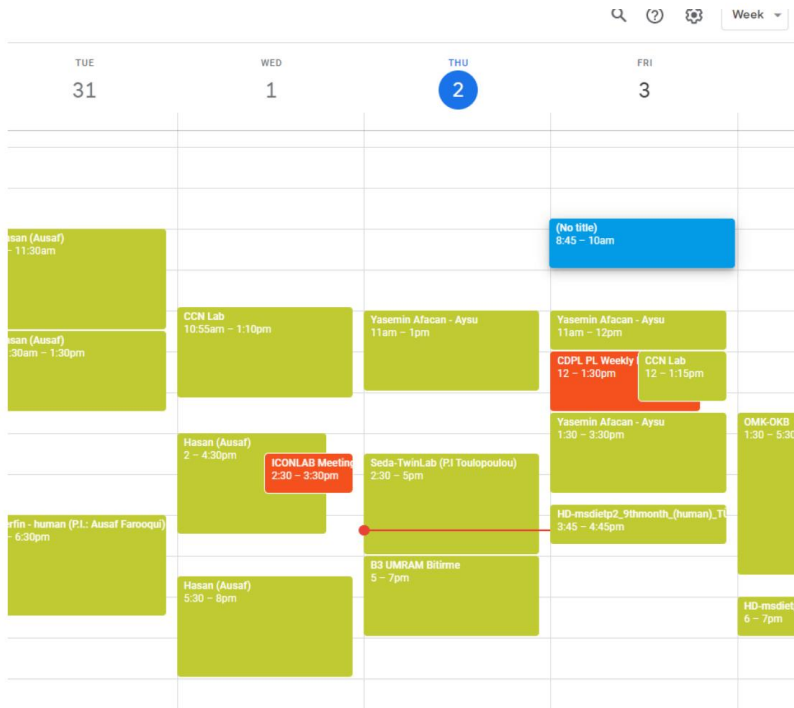 Week
TUE
31
WED
1
THU
2
FRI
3
asan (Ausaf)
– 11:30am
asan (Ausaf)
:30am – 1:30pm
erfin - human (P.I.: Ausaf Farooqui)
– 6:30pm
CCN Lab
10:55am – 1:10pm
Hasan (Ausaf)
2 – 4:30pm
ICONLAB Meeting
2:30 – 3:30pm
Hasan (Ausaf)
5:30 – 8pm
Yasemin Afacan - Aysu
11am – 1pm
Seda-TwinLab (P.I Toulopoulou)
2:30 – 5pm
B3 UMRAM Bitirme
5 – 7pm
(No title)
8:45 – 10am
Yasemin Afacan - Aysu
11am – 12pm
CDPL PL Weekly
12 – 1:30pm
CCN Lab
12 – 1:15pm
Yasemin Afacan - Aysu
1:30 – 3:30pm
HD-msdietp2_9thmonth_(human)_TU
3:45 – 4:45pm
OMK-OKB
1:30 – 5:30
HD-msdiet
6 – 7pm